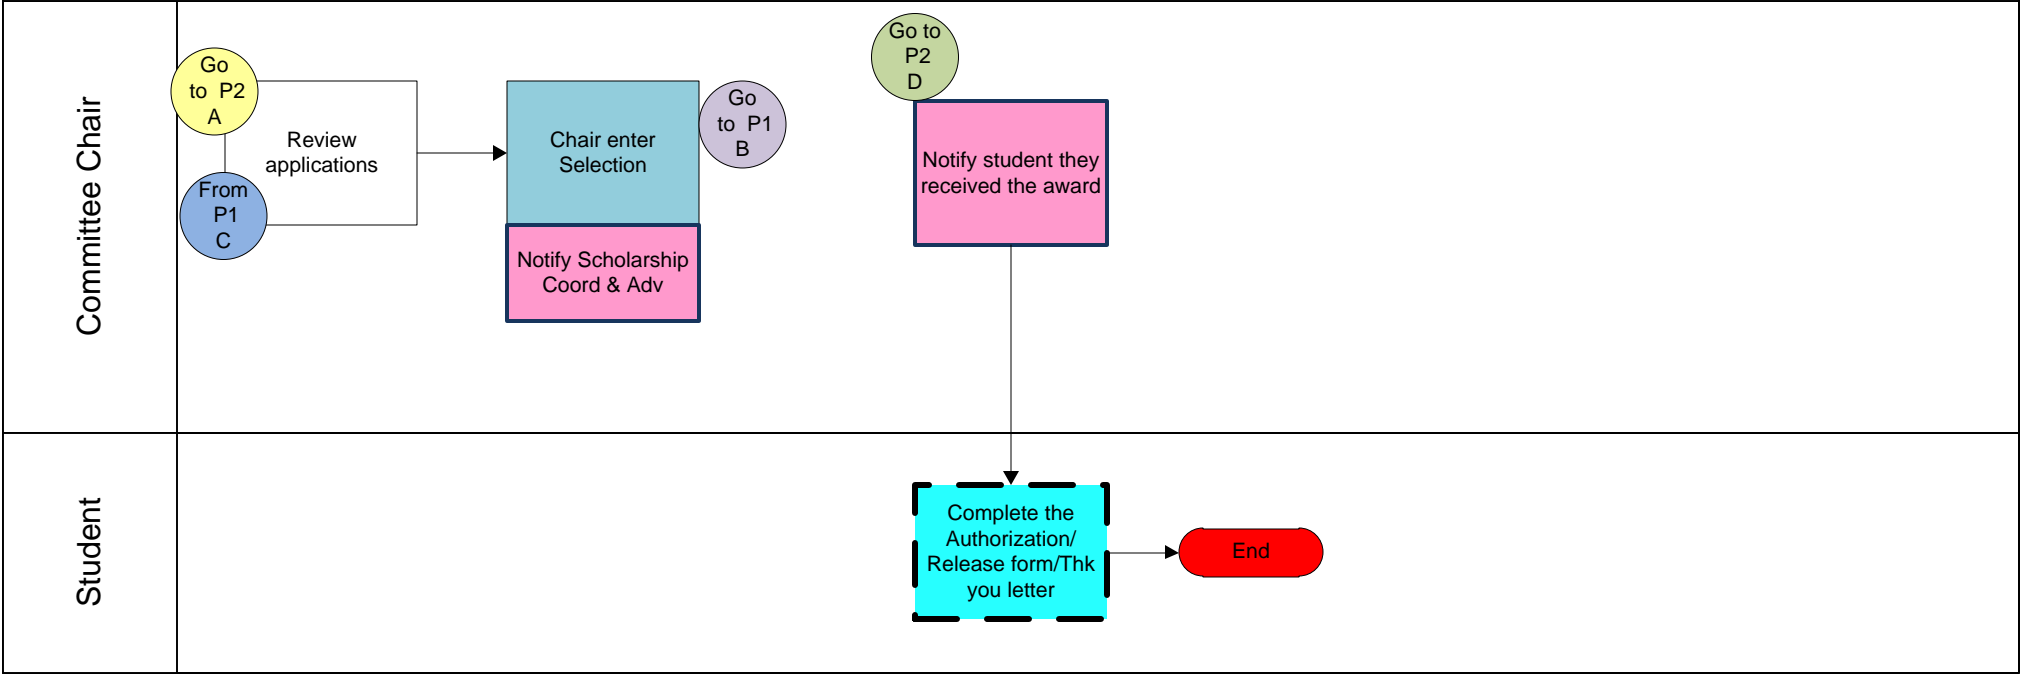 Committee Chair
Go
to P2
A
Review
applications
From
P1
C
Chair enter
Selection
Notify Scholarship
Coord & Adv
Go
to P1
B
Go to
P2
D
Notify student they
received the award
Student
Complete the
Authorization/
Release form/Thk
you letter
End